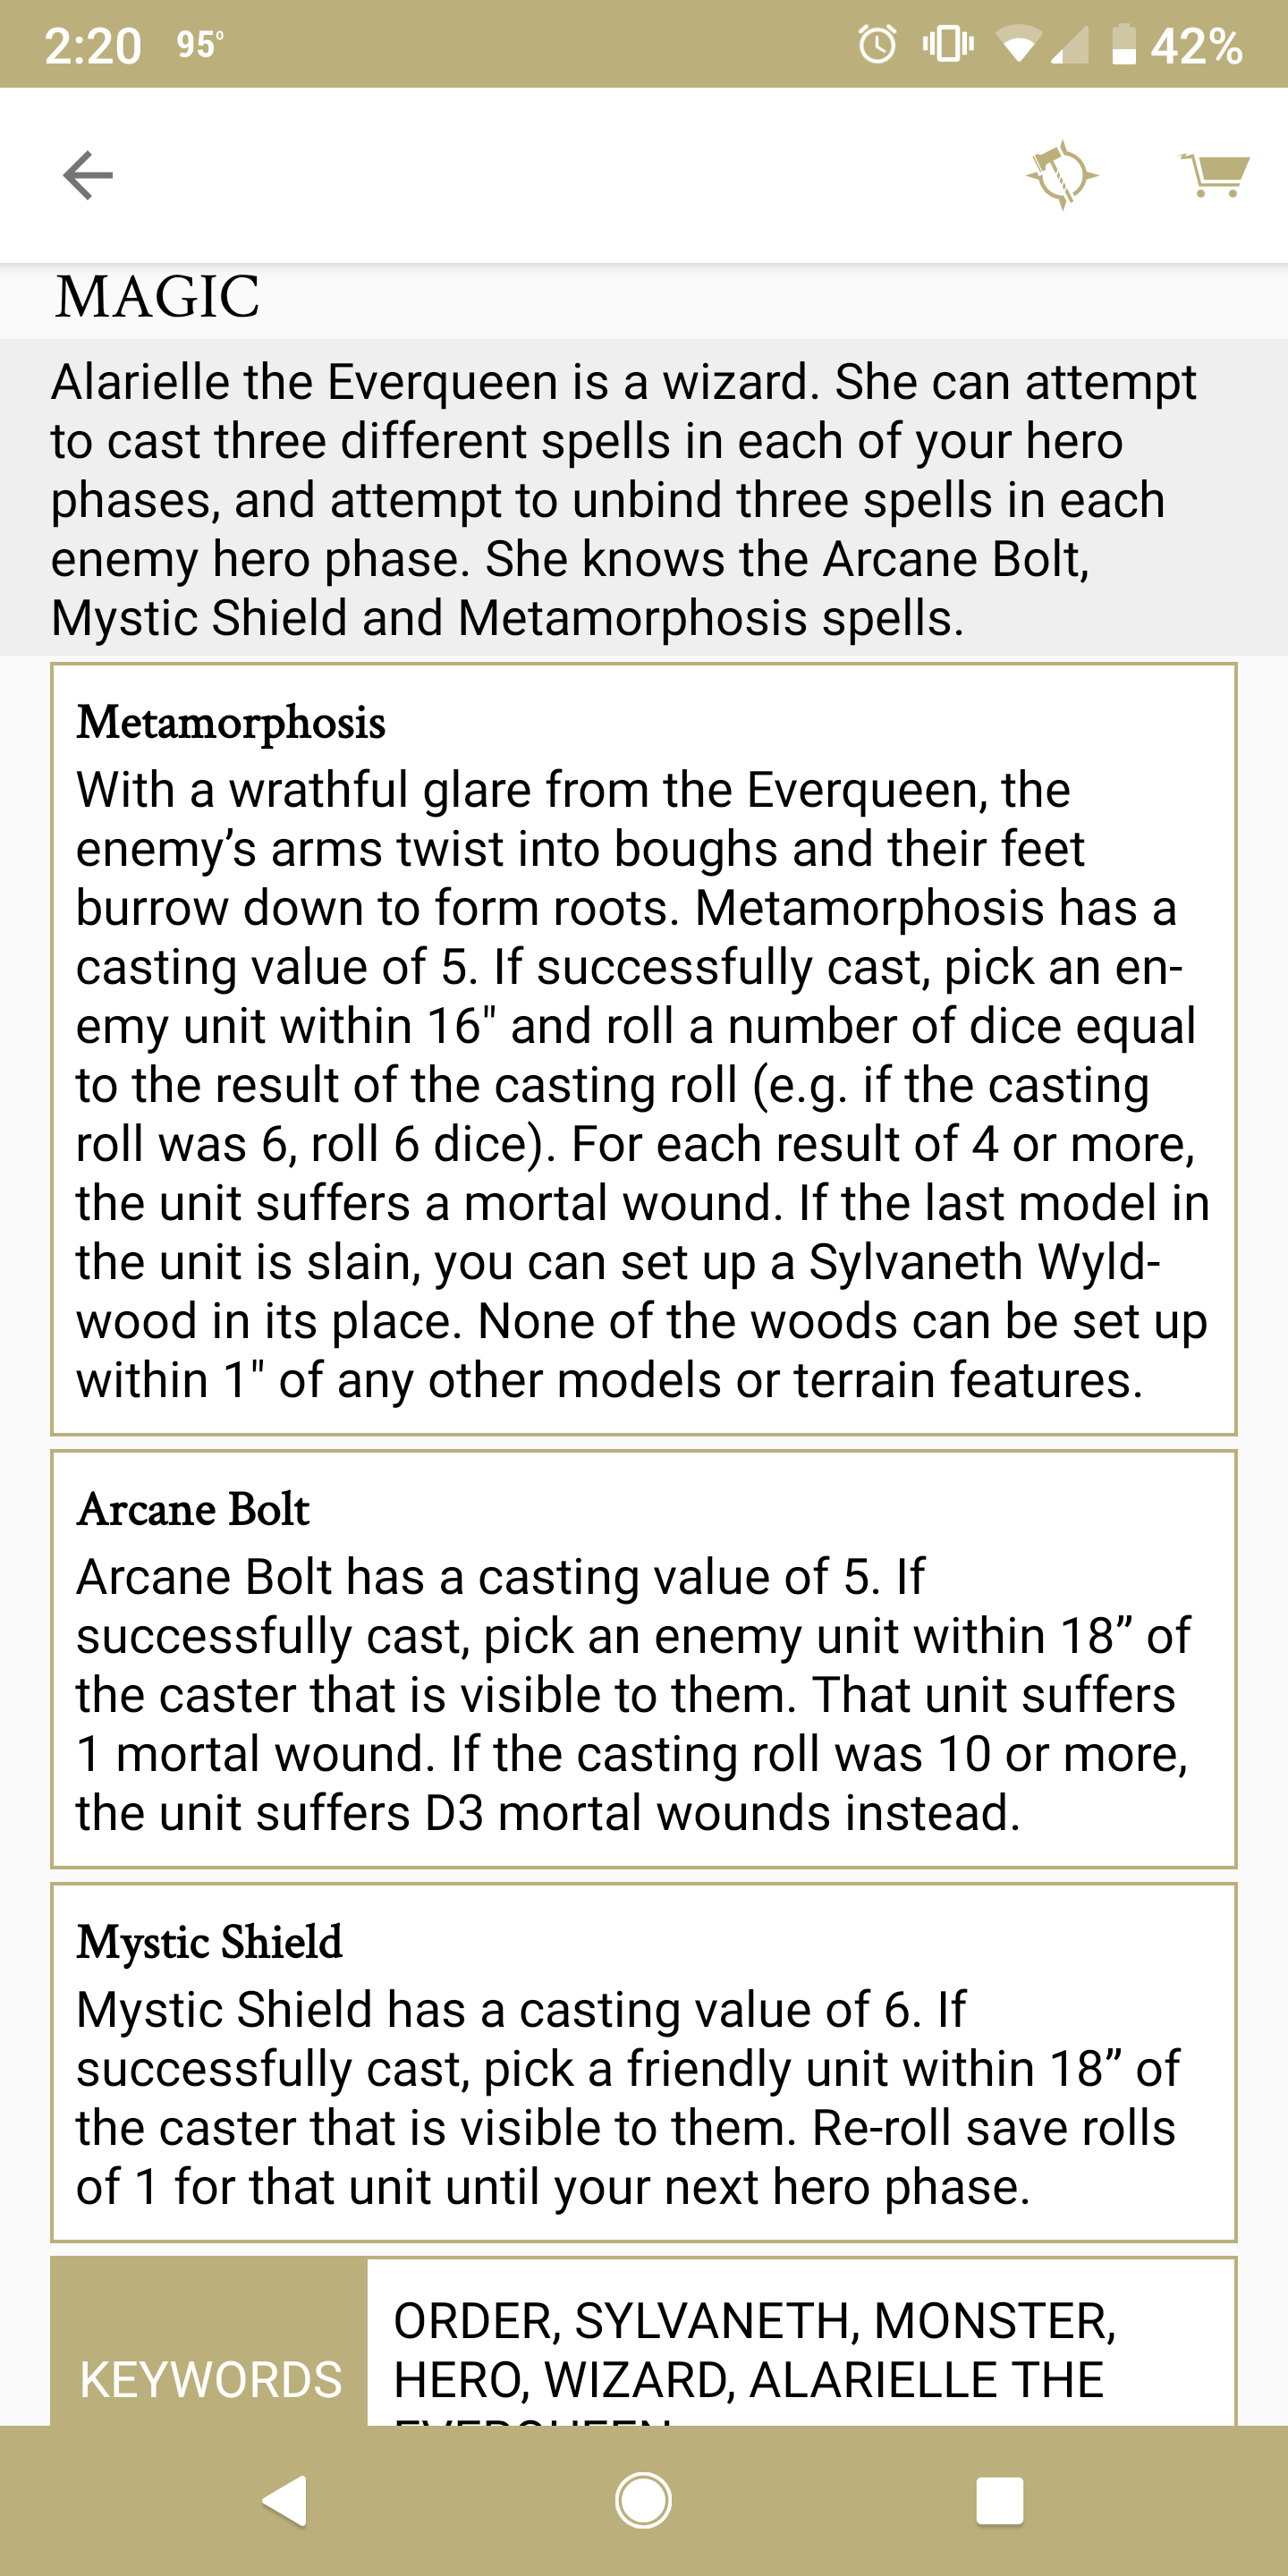 2:20 95° 42%
MAGIC
Alarielle the Everqueen is a wizard. She can attempt
to cast three different spells in each of your hero
phases, and attempt to unbind three spells in each
enemy hero phase. She knows the Arcane Bolt,
Mystic Shield and Metamorphosis spells.
Metamorphosis
With a wrathful glare from the Everqueen, the
enemy’s arms twist into boughs and their feet
burrow down to form roots. Metamorphosis has a
casting value of 5. If successfully cast, pick an en-
emy unit within 16" and roll a number of dice equal
to the result of the casting roll (e.g. if the casting
roll was 6, roll 6 dice). For each result of 4 or more,
the unit suffers a mortal wound. If the last model in
the unit is slain, you can set up a Sylvaneth Wyld-
wood in its place. None of the woods can be set up
within 1" of any other models or terrain features.
Arcane Bolt
Arcane Bolt has a casting value of 5. If
successfully cast, pick an enemy unit within 18” of
the caster that is visible to them. That unit suffers
1 mortal wound. If the casting roll was 10 or more,
the unit suffers D3 mortal wounds instead.
Mystic Shield
Mystic Shield has a casting value of 6. If
successfully cast, pick a friendly unit within 18” of
the caster that is visible to them. Re-roll save rolls
of 1 for that unit until your next hero phase.
KEYWORDS
ORDER, SYLVANETH, MONSTER,
HERO, WIZARD, ALARIELLE THE
EVERQUEEN